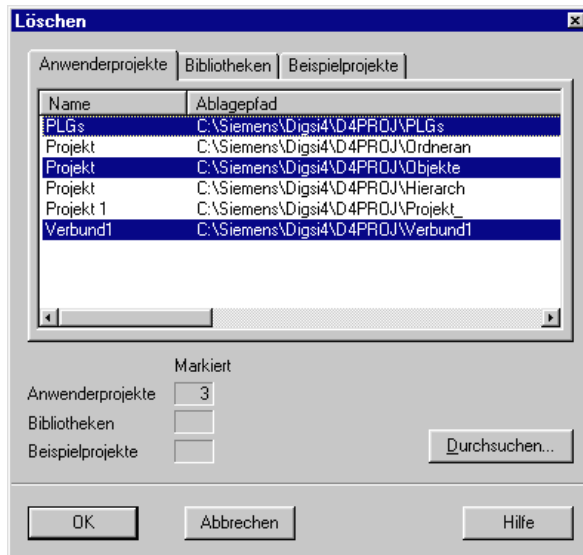 Löschen
Anwenderprojekte Bibliotheken Beispielprojekte
Name Ablagepfad
PLGs C:\Siemens\Digsi4\D4PROJ\PLGs
Projekt C:\Siemens\Digsi4\D4PROJ\Ordneran
Projekt C:\Siemens\Digsi4\D4PROJ\Objekte
Projekt C:\Siemens\Digsi4\D4PROJ\Hierarch
Projekt 1 C:\Siemens\Digsi4\D4PROJ\Projekt_
Verbund1 C:\Siemens\Digsi4\D4PROJ\Verbund1
Markiert
Anwenderprojekte 3
Bibliotheken
Beispielprojekte
Durchsuchen...
OK Abbrechen Hilfe